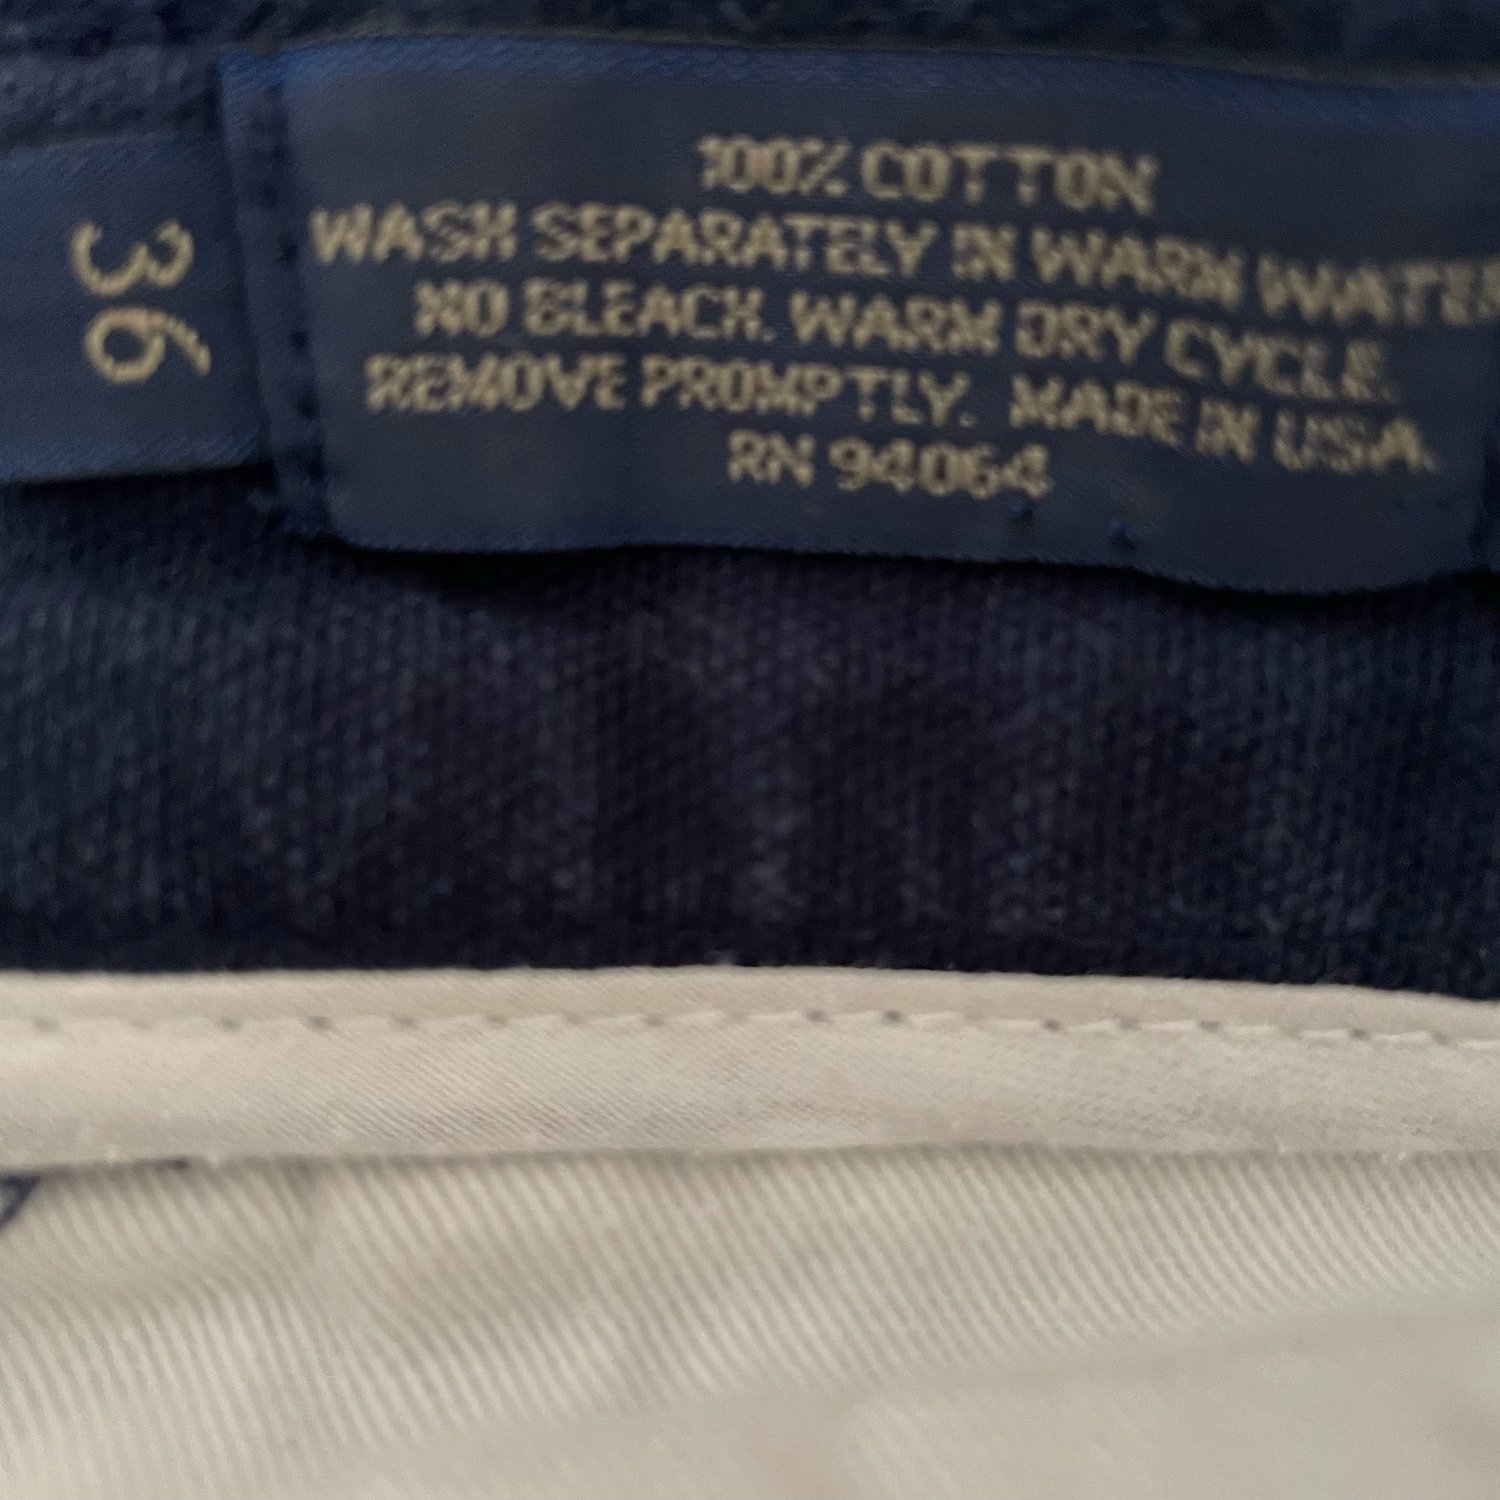 36
100% COTTON
WASH SEPARATELY IN WARM WATER
NO BLEACH. WARM DRY CYCLE.
REMOVE PROMPTLY. MADE IN USA.
RN 94064